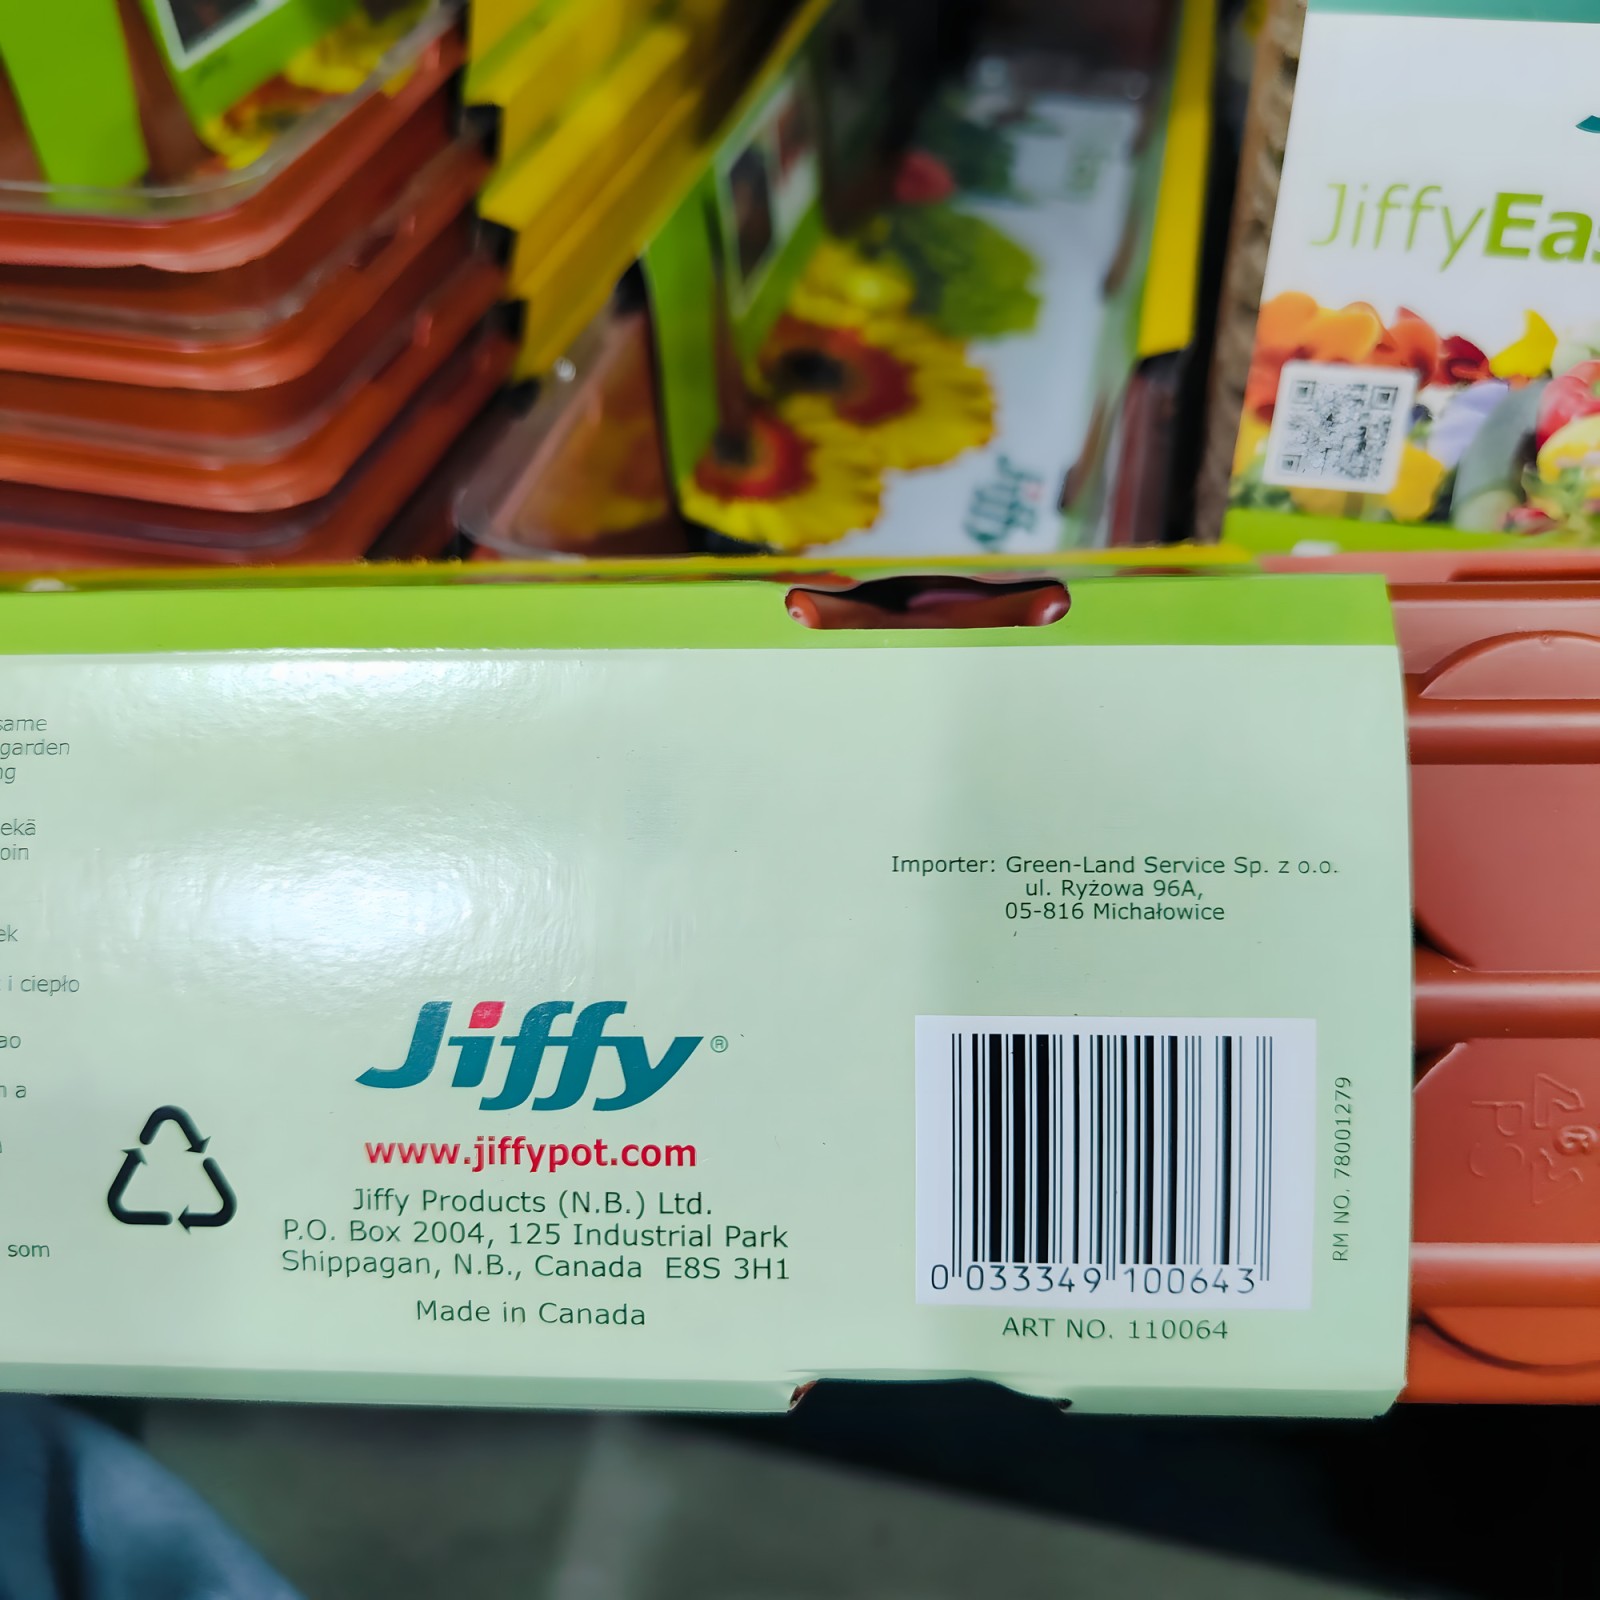 JiffyEas
same
garden
ng
ekä
oin
ek
i ciepło
ao
n a
som
Importer: Green-Land Service Sp. z o.o.
ul. Ryżowa 96A,
05-816 Michałowice
Jiffy®
www.jiffypot.com
Jiffy Products (N.B.) Ltd.
P.O. Box 2004, 125 Industrial Park
Shippagan, N.B., Canada E8S 3H1
Made in Canada
0 033349 100643
ART NO. 110064
RM NO. 78001279